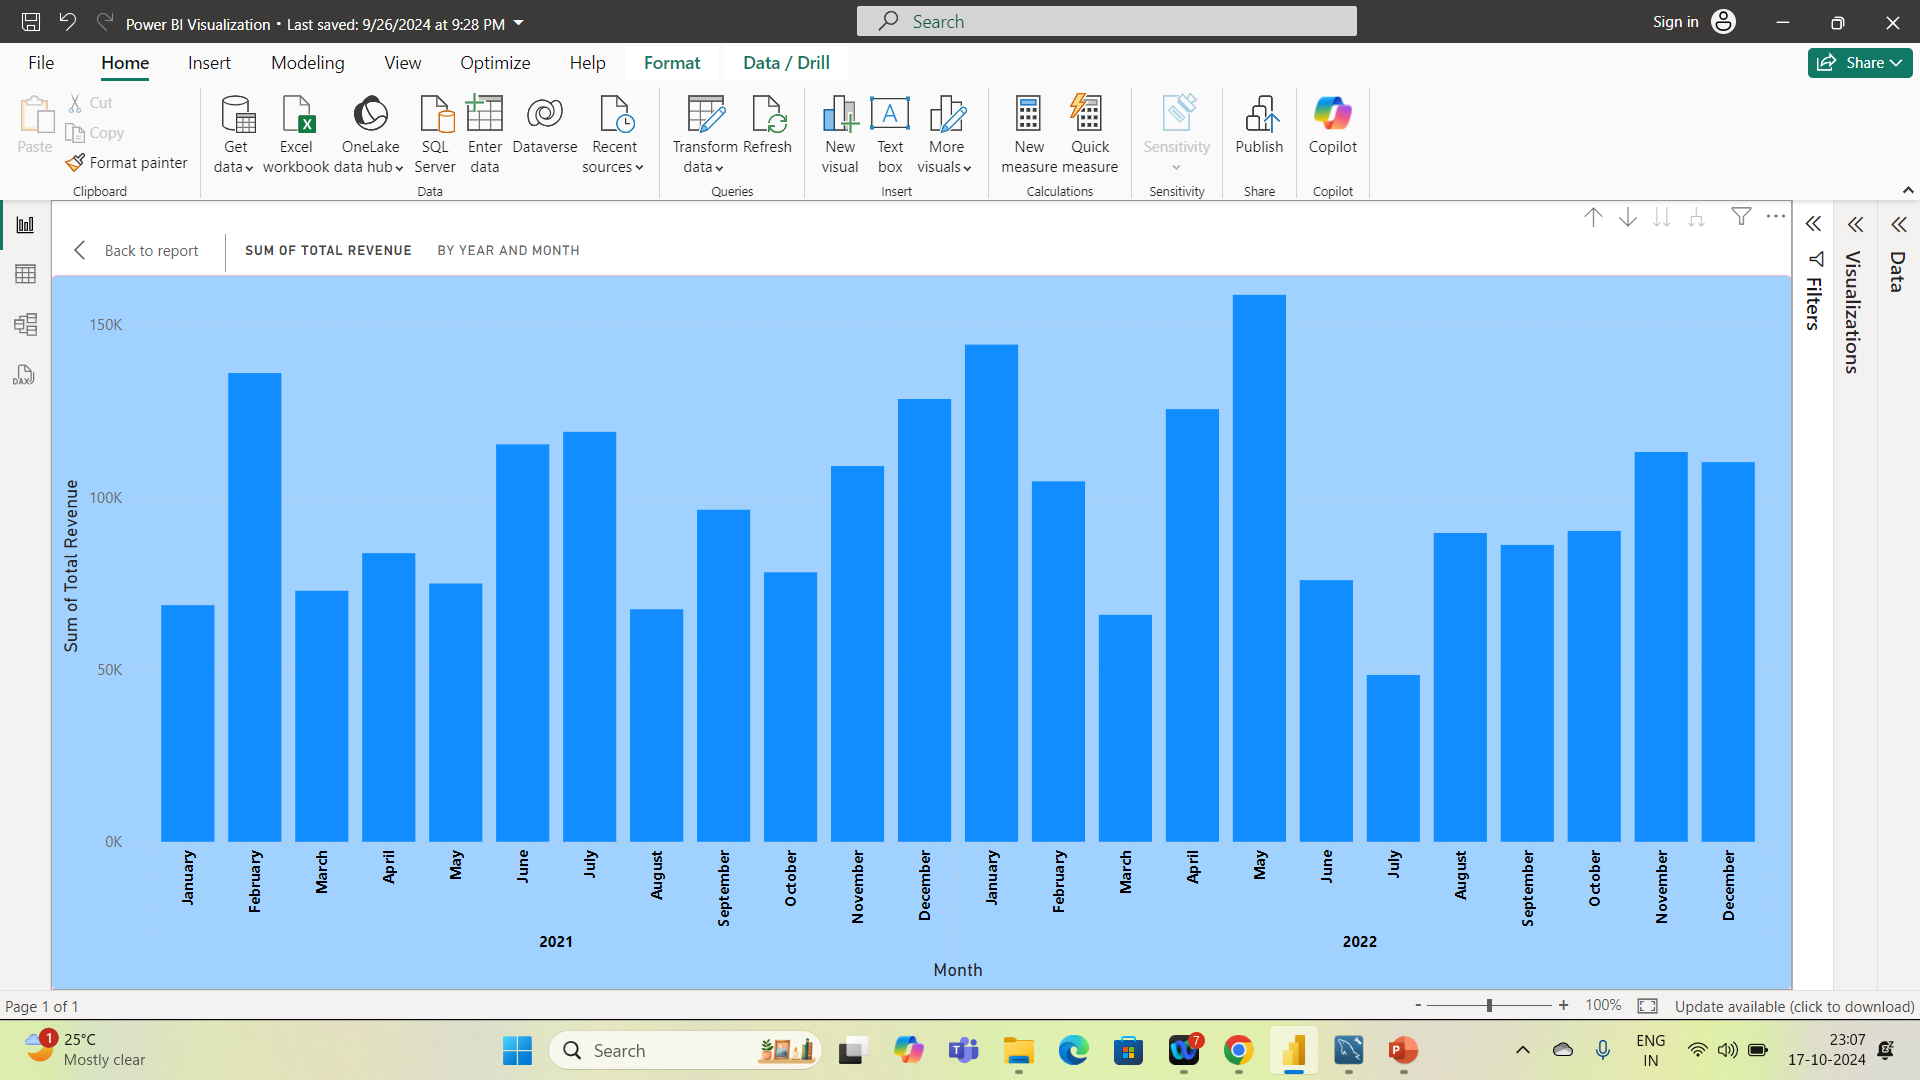 Power BI Visualization • Last saved: 9/26/2024 at 9:28 PM
Search
Sign in
File Home Insert Modeling View Optimize Help Format Data / Drill
Share
Paste
Cut
Copy
Format painter
Clipboard
Get data
Excel workbook
OneLake data hub
SQL Server
Enter data
Dataverse
Recent sources
Data
Transform data
Refresh
Queries
New visual
Text box
More visuals
Insert
New measure
Quick measure
Calculations
Sensitivity
Sensitivity
Publish
Share
Copilot
Copilot
DAX
Back to report
SUM OF TOTAL REVENUE BY YEAR AND MONTH
Filters
Visualizations
Data
Sum of Total Revenue
150K
100K
50K
0K
January
February
March
April
May
June
July
August
September
October
November
December
January
February
March
April
May
June
July
August
September
October
November
December
2021
2022
Month
Page 1 of 1
- + 100%
Update available (click to download)
1
25°C
Mostly clear
Search
7
ENG
IN
23:07
17-10-2024